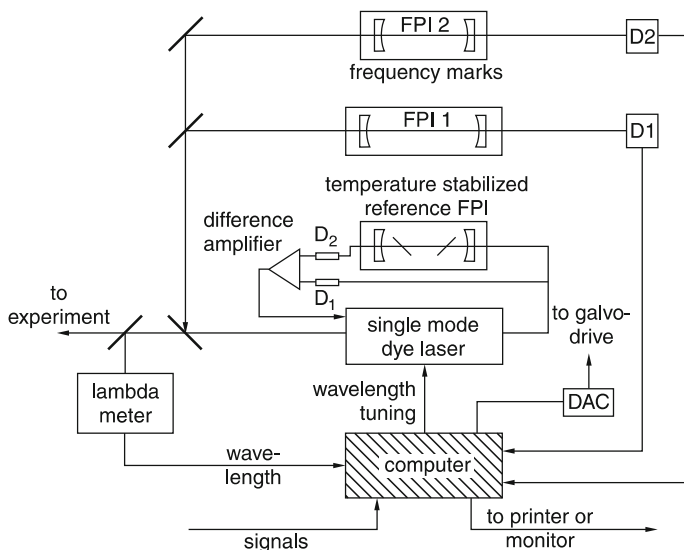 FPI 2
D2
frequency marks
FPI 1
D1
temperature stabilized
reference FPI
difference
amplifier
D2
D1
to
experiment
single mode
dye laser
to galvo-
drive
lambda
meter
wavelength
tuning
DAC
wave-
length
computer
signals
to printer or
monitor